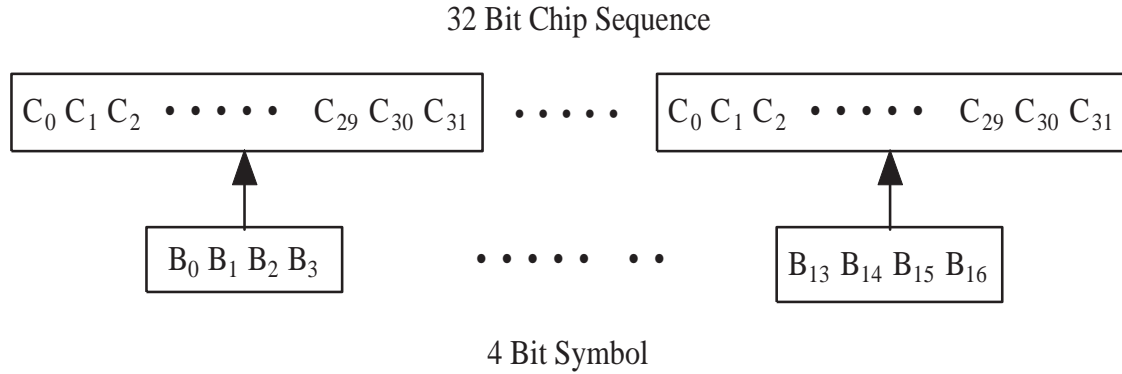 32 Bit Chip Sequence
C₀ C₁ C₂ • • • • • C₂₉ C₃₀ C₃₁ • • • • • C₀ C₁ C₂ • • • • • C₂₉ C₃₀ C₃₁
B₀ B₁ B₂ B₃ • • • • • • • B₁₃ B₁₄ B₁₅ B₁₆
4 Bit Symbol